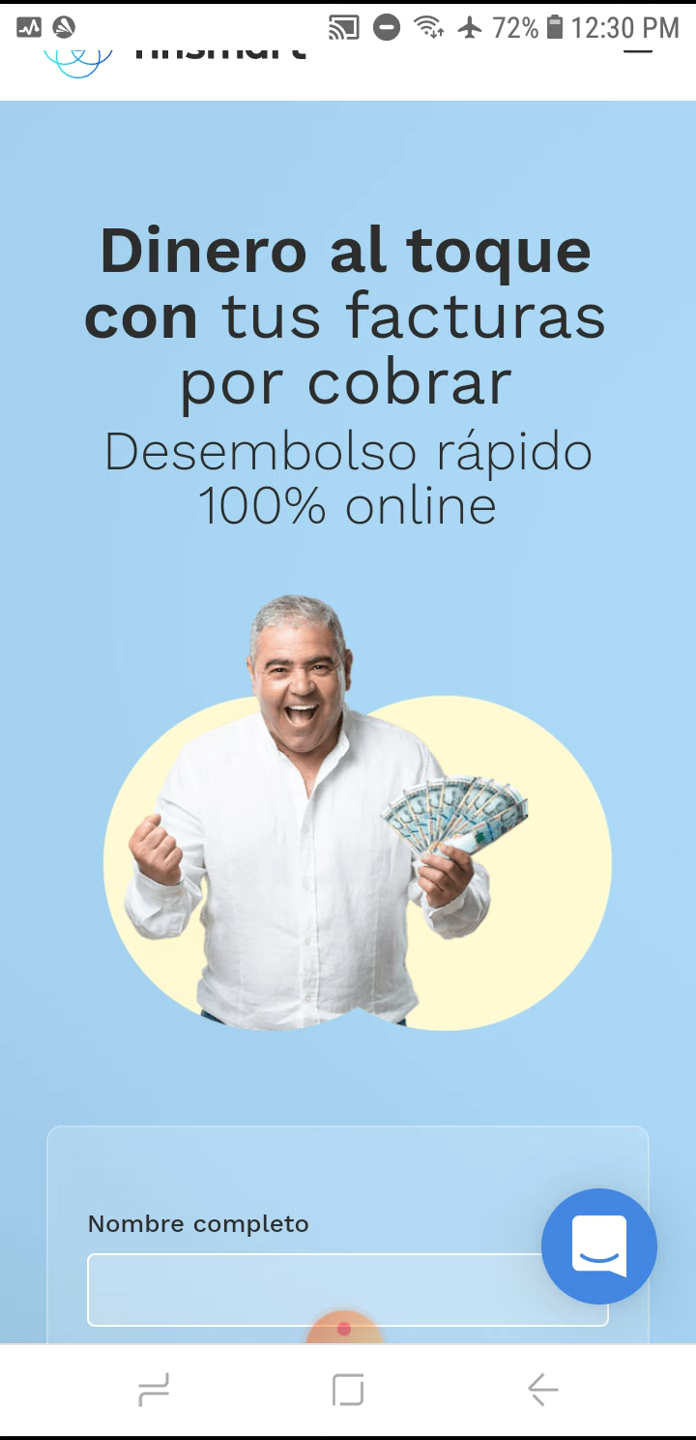 72% 12:30 PM
Dinero al toque
con tus facturas
por cobrar
Desembolso rápido
100% online
Nombre completo